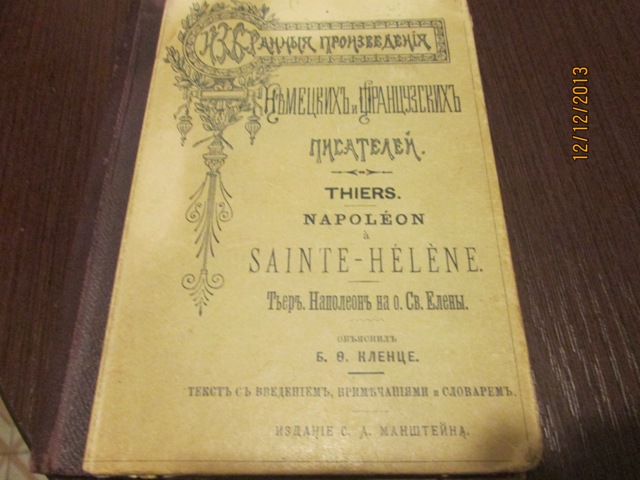 Избранныя произведенія
Нѣмецкихъ и Французскихъ
писателей.
THIERS.
NAPOLÉON
à
SAINTE-HÉLÈNE.
Тьеръ. Наполеонъ на о. Св. Елены.
ОБЪЯСНИЛЪ
Б. Ѳ. КЛЕНЦЕ.
ТЕКСТЪ СЪ ВВЕДЕНІЕМЪ, ПРИМѢЧАНІЯМИ и СЛОВАРЕМЪ.
ИЗДАНІЕ С. А. МАНШТЕЙНА.
12/12/2013